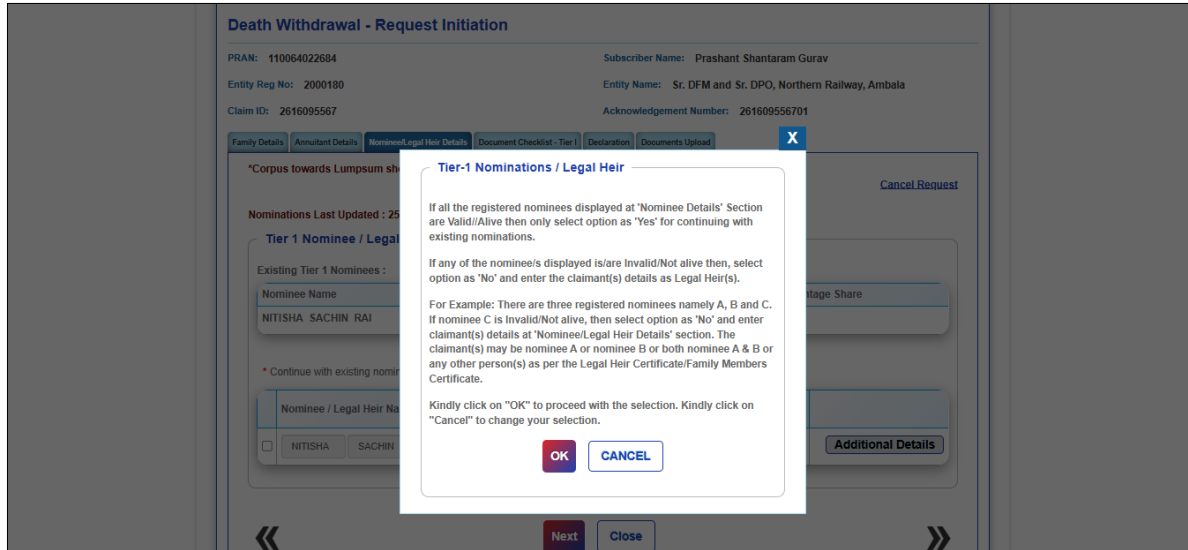 Death Withdrawal - Request Initiation
PRAN: 110064022684 Subscriber Name: Prashant Shantaram Gurav
Entity Reg No: 2000180 Entity Name: Sr. DFM and Sr. DPO, Northern Railway, Ambala
Claim ID: 2616095567 Acknowledgement Number: 261609556701
Family Details Annuitant Details Nominee/Legal Heir Details Document Checklist - Tier I Declaration Documents Upload
X
*Corpus towards Lumpsum sh
Cancel Request
Nominations Last Updated : 25
Tier 1 Nominee / Legal
Existing Tier 1 Nominees :
Nominee Name ntage Share
NITISHA SACHIN RAI
* Continue with existing nomin
Nominee / Legal Heir Na
NITISHA SACHIN Additional Details
Tier-1 Nominations / Legal Heir
If all the registered nominees displayed at 'Nominee Details' Section
are Valid//Alive then only select option as 'Yes' for continuing with
existing nominations.
If any of the nominee/s displayed is/are Invalid/Not alive then, select
option as 'No' and enter the claimant(s) details as Legal Heir(s).
For Example: There are three registered nominees namely A, B and C.
If nominee C is Invalid/Not alive, then select option as 'No' and enter
claimant(s) details at 'Nominee/Legal Heir Details' section. The
claimant(s) may be nominee A or nominee B or both nominee A & B or
any other person(s) as per the Legal Heir Certificate/Family Members
Certificate.
Kindly click on "OK" to proceed with the selection. Kindly click on
"Cancel" to change your selection.
OK CANCEL
« Next Close »